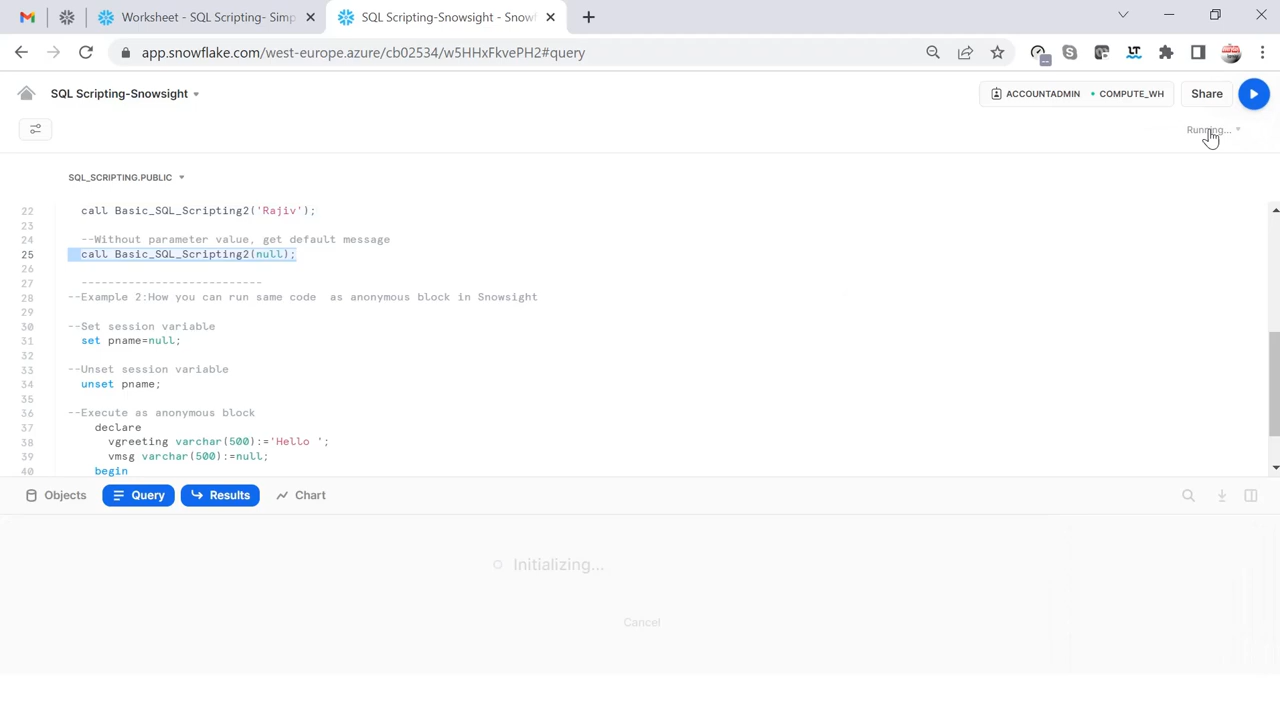 Worksheet - SQL Scripting- Simp
SQL Scripting-Snowsight - Snowf
app.snowflake.com/west-europe.azure/cb02534/w5HHxFkvePH2#query
SQL Scripting-Snowsight
ACCOUNTADMIN
COMPUTE_WH
Share
Running...
SQL_SCRIPTING.PUBLIC
22 call Basic_SQL_Scripting2('Rajiv');
23
24 --Without parameter value, get default message
25 call Basic_SQL_Scripting2(null);
26
27 ---------------------------
28 --Example 2:How you can run same code  as anonymous block in Snowsight
29
30 --Set session variable
31 set pname=null;
32
33 --Unset session variable
34 unset pname;
35
36 --Execute as anonymous block
37 declare
38 vgreeting varchar(500):='Hello ';
39 vmsg varchar(500):=null;
40 begin
Objects
Query
Results
Chart
Initializing...
Cancel